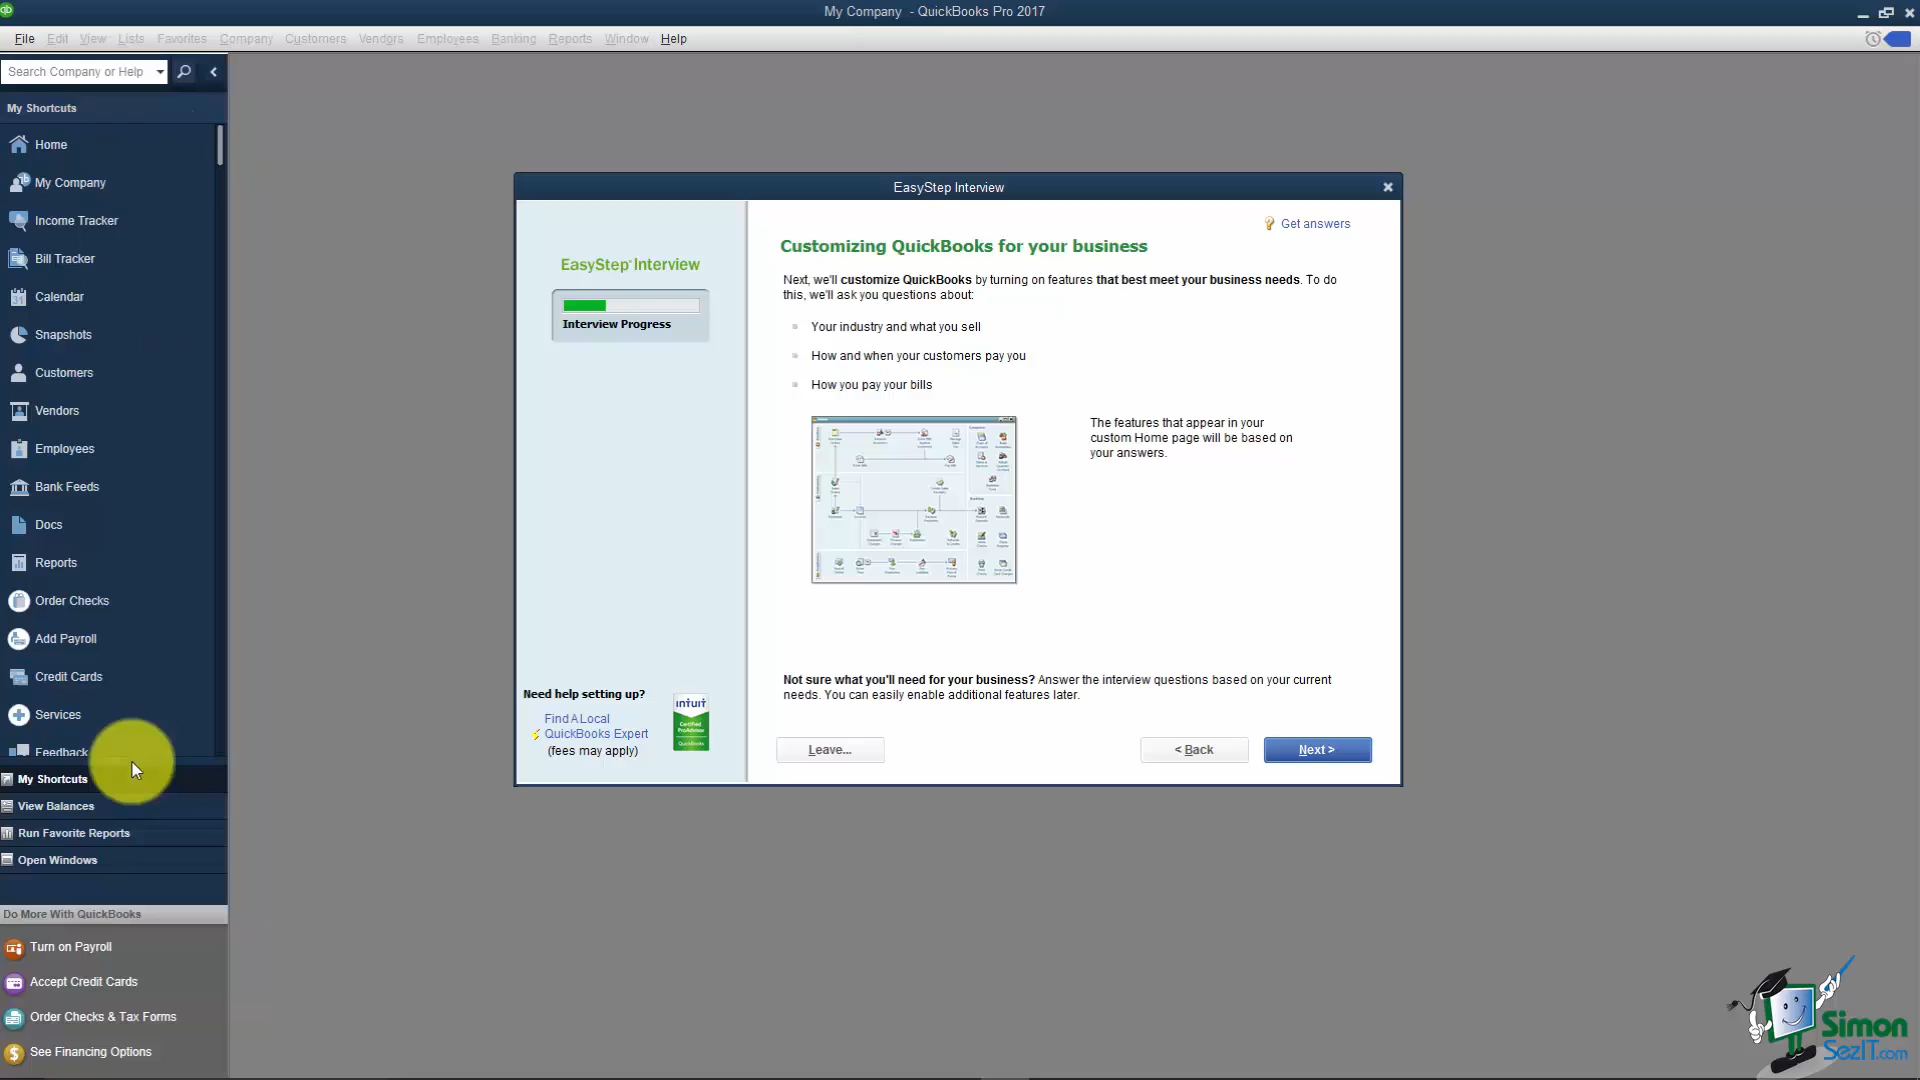 My Company - QuickBooks Pro 2017
File Edit View Lists Favorites Company Customers Vendors Employees Banking Reports Window Help
Search Company or Help
My Shortcuts
Home
My Company
Income Tracker
Bill Tracker
Calendar
Snapshots
Customers
Vendors
Employees
Bank Feeds
Docs
Reports
Order Checks
Add Payroll
Credit Cards
Services
Feedback
My Shortcuts
View Balances
Run Favorite Reports
Open Windows
Do More With QuickBooks
Turn on Payroll
Accept Credit Cards
Order Checks & Tax Forms
See Financing Options
EasyStep Interview
EasyStep Interview
Interview Progress
Need help setting up?
Find A Local
QuickBooks Expert
(fees may apply)
intuit
Certified
ProAdvisor
QuickBooks
Get answers
Customizing QuickBooks for your business
Next, we'll customize QuickBooks by turning on features that best meet your business needs. To do
this, we'll ask you questions about:
Your industry and what you sell
How and when your customers pay you
How you pay your bills
The features that appear in your
custom Home page will be based on
your answers.
Not sure what you'll need for your business? Answer the interview questions based on your current
needs. You can easily enable additional features later.
Leave...
< Back
Next >
Simon
SezIT.com